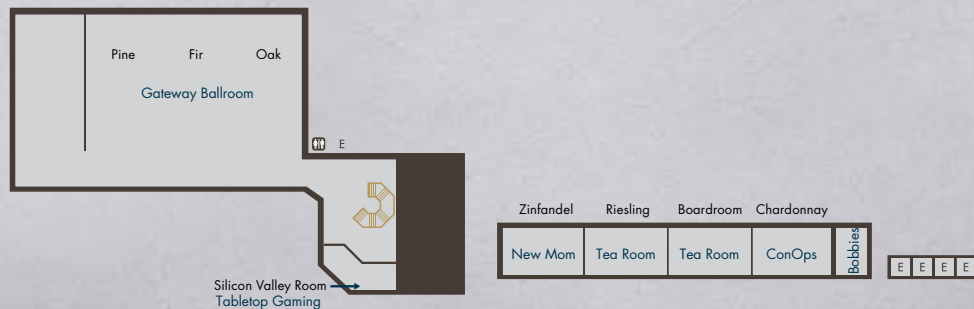 Pine Fir Oak
Gateway Ballroom
E
Silicon Valley Room
Tabletop Gaming
Zinfandel Riesling Boardroom Chardonnay
New Mom Tea Room Tea Room ConOps Bobbies
E E E E